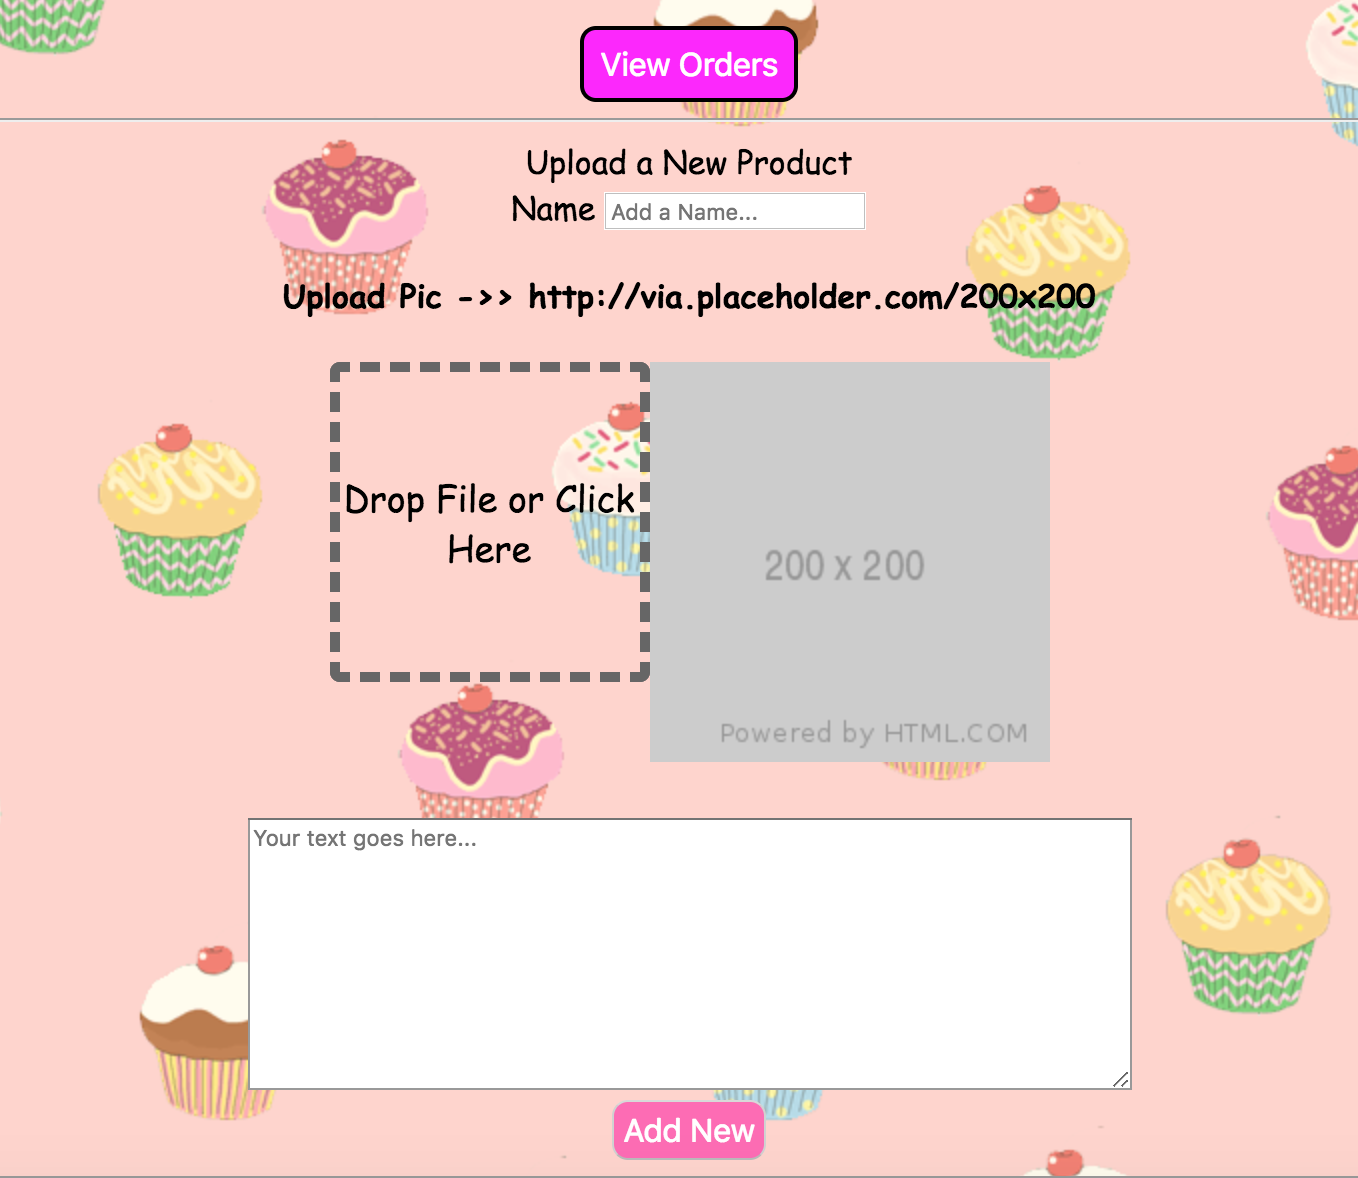 View Orders
Upload a New Product
Name Add a Name...
Upload Pic ->> http://via.placeholder.com/200x200
Drop File or Click
Here
200 x 200
Powered by HTML.COM
Your text goes here...
Add New